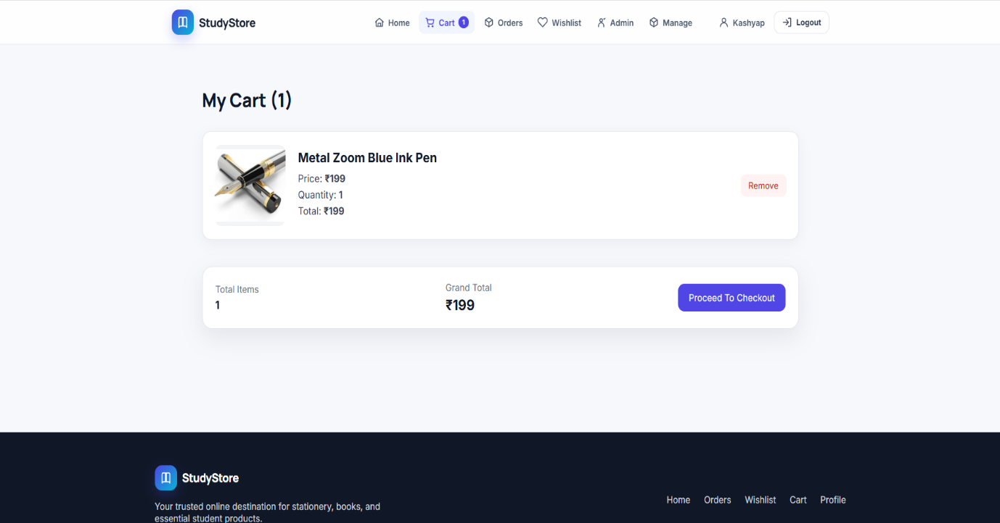 StudyStore
Home Cart 1 Orders Wishlist Admin Manage Kashyap Logout
My Cart (1)
Metal Zoom Blue Ink Pen
Price: ₹199
Quantity: 1
Total: ₹199
Remove
Total Items
1
Grand Total
₹199
Proceed To Checkout
StudyStore
Your trusted online destination for stationery, books, and
essential student products.
Home Orders Wishlist Cart Profile